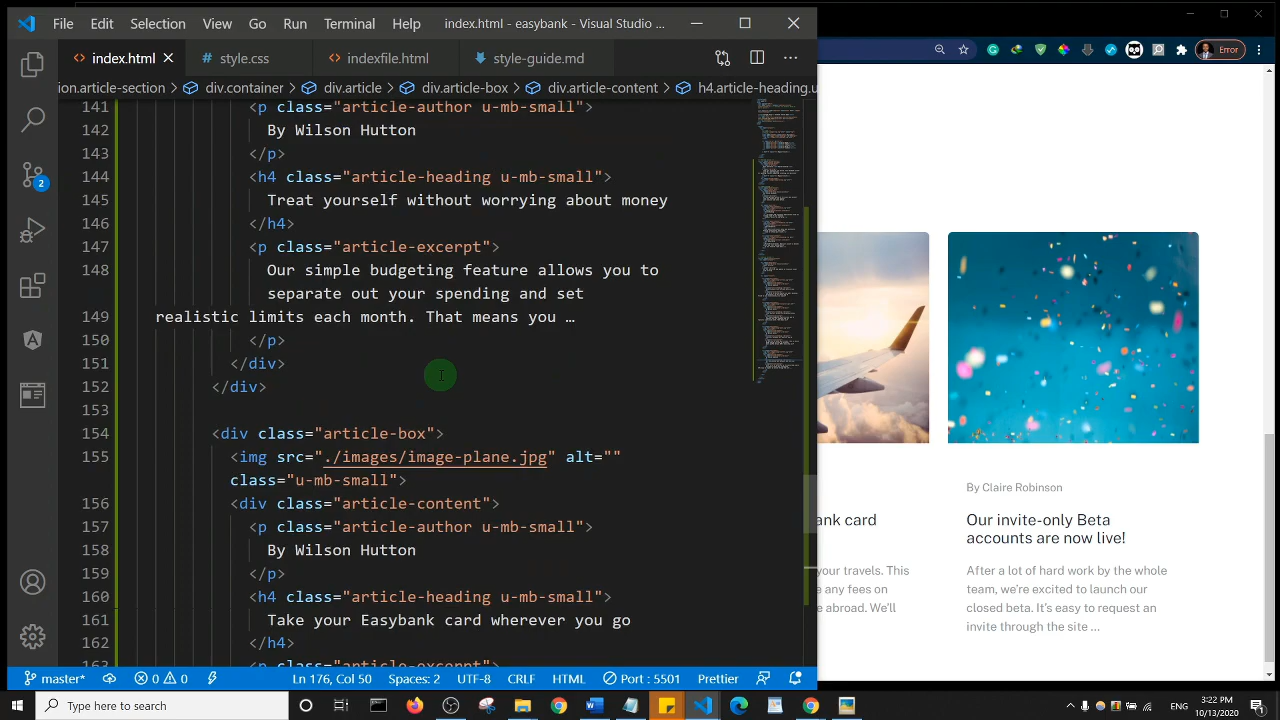 File Edit Selection View Go Run Terminal Help index.html - easybank - Visual Studio ...
index.html style.css indexfile.html style-guide.md
ion.article-section div.container div.article div.article-box div.article-content h4.article-heading.u
141 <p class="article-author u-mb-small">
142 By Wilson Hutton
143 </p>
144 <h4 class="article-heading u-mb-small">
145 Treat yourself without worrying about money
146 </h4>
147 <p class="article-excerpt">
148 Our simple budgeting feature allows you to
separate out your spending and set
149 realistic limits each month. That means you …
150 </p>
151 </div>
152 </div>
153
154 <div class="article-box">
155 <img src="./images/image-plane.jpg" alt=""
class="u-mb-small">
156 <div class="article-content">
157 <p class="article-author u-mb-small">
158 By Wilson Hutton
159 </p>
160 <h4 class="article-heading u-mb-small">
161 Take your Easybank card wherever you go
162 </h4>
163 <p class="article-excerpt">
2
master* 0 0 Ln 176, Col 50 Spaces: 2 UTF-8 CRLF HTML Port : 5501 Prettier
Error
ank card
your travels. This
e any fees on
e abroad. We'll
By Claire Robinson
Our invite-only Beta
accounts are now live!
After a lot of hard work by the whole
team, we're excited to launch our
closed beta. It's easy to request an
invite through the site ...
Type here to search
ENG
3:22 PM
10/13/2020
1